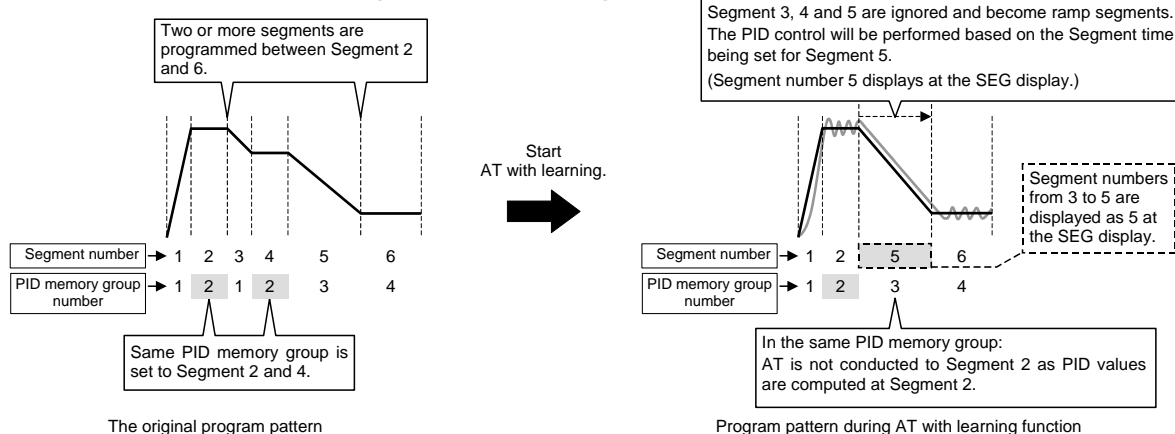 Two or more segments are
programmed between Segment 2
and 6.
Start
AT with learning.
Segment 3, 4 and 5 are ignored and become ramp segments.
The PID control will be performed based on the Segment time
being set for Segment 5.
(Segment number 5 displays at the SEG display.)
Segment numbers
from 3 to 5 are
displayed as 5 at
the SEG display.
Segment number 1 2 3 4 5 6
PID memory group
number
1 2 1 2 3 4
Same PID memory group is
set to Segment 2 and 4.
The original program pattern
Segment number 1 2 5 6
PID memory group
number
1 2 3 4
In the same PID memory group:
AT is not conducted to Segment 2 as PID values
are computed at Segment 2.
Program pattern during AT with learning function